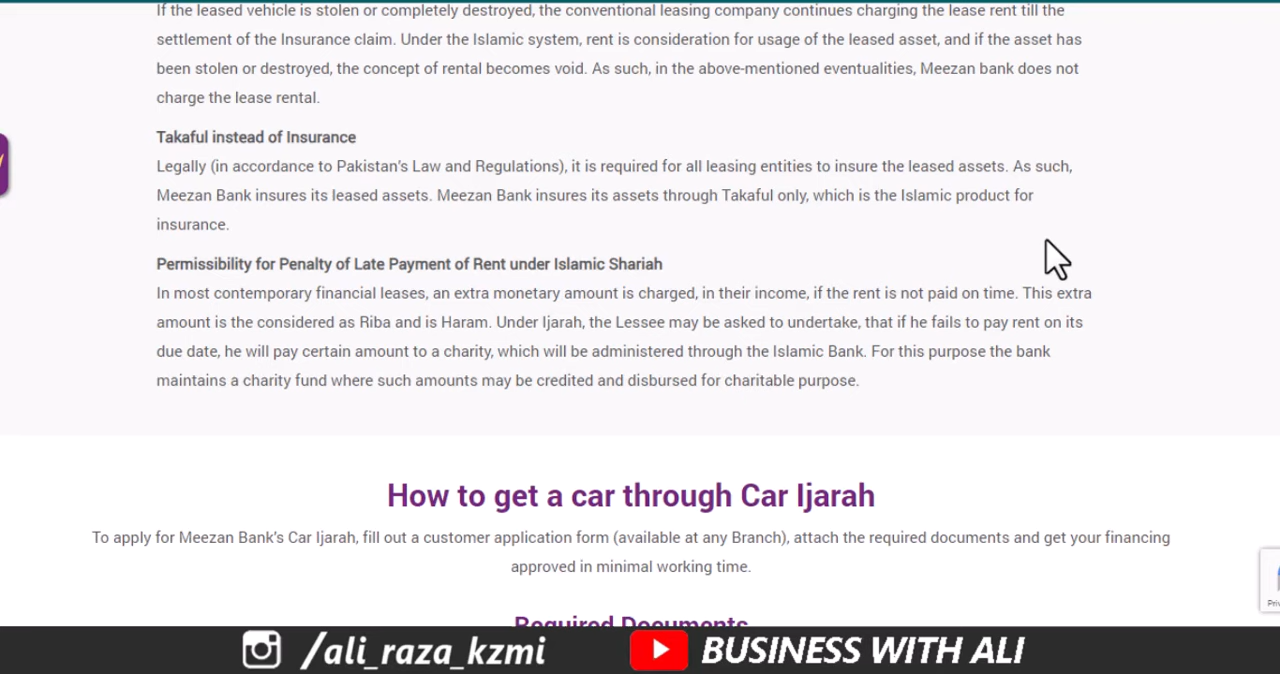 If the leased vehicle is stolen or completely destroyed, the conventional leasing company continues charging the lease rent till the
settlement of the Insurance claim. Under the Islamic system, rent is consideration for usage of the leased asset, and if the asset has
been stolen or destroyed, the concept of rental becomes void. As such, in the above-mentioned eventualities, Meezan bank does not
charge the lease rental.
Takaful instead of Insurance
Legally (in accordance to Pakistan's Law and Regulations), it is required for all leasing entities to insure the leased assets. As such,
Meezan Bank insures its leased assets. Meezan Bank insures its assets through Takaful only, which is the Islamic product for
insurance.
Permissibility for Penalty of Late Payment of Rent under Islamic Shariah
In most contemporary financial leases, an extra monetary amount is charged, in their income, if the rent is not paid on time. This extra
amount is the considered as Riba and is Haram. Under Ijarah, the Lessee may be asked to undertake, that if he fails to pay rent on its
due date, he will pay certain amount to a charity, which will be administered through the Islamic Bank. For this purpose the bank
maintains a charity fund where such amounts may be credited and disbursed for charitable purpose.
How to get a car through Car Ijarah
To apply for Meezan Bank's Car Ijarah, fill out a customer application form (available at any Branch), attach the required documents and get your financing
approved in minimal working time.
Required Documents
/ali_raza_kzmi
BUSINESS WITH ALI